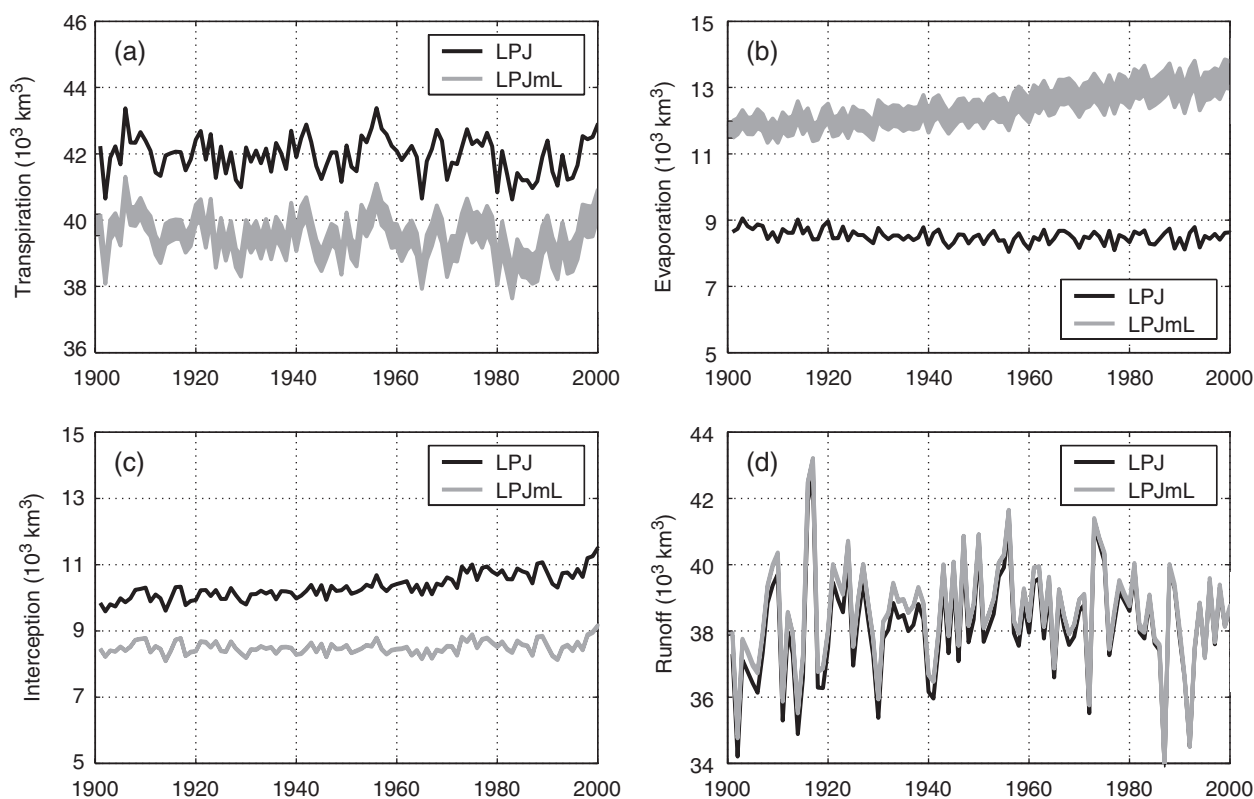 (a)
LPJ
LPJmL
Transpiration (10³ km³)
46
44
42
40
38
36
1900 1920 1940 1960 1980 2000
(b)
LPJ
LPJmL
Evaporation (10³ km³)
15
13
11
9
7
5
1900 1920 1940 1960 1980 2000
(c)
LPJ
LPJmL
Interception (10³ km³)
15
13
11
9
7
5
1900 1920 1940 1960 1980 2000
(d)
LPJ
LPJmL
Runoff (10³ km³)
44
42
40
38
36
34
1900 1920 1940 1960 1980 2000